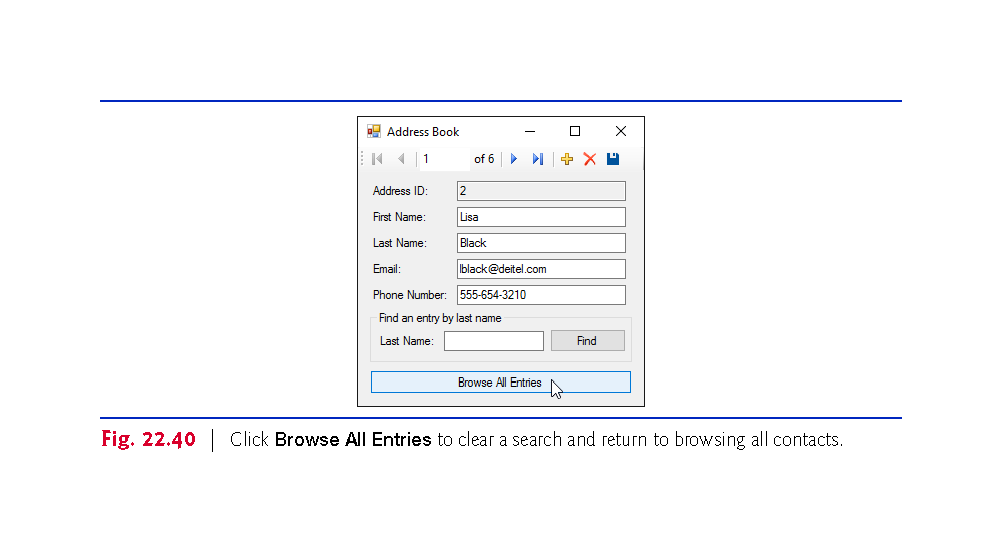 Address Book
1 of 6
Address ID: 2
First Name: Lisa
Last Name: Black
Email: lblack@deitel.com
Phone Number: 555-654-3210
Find an entry by last name
Last Name: Find
Browse All Entries
Fig. 22.40 | Click Browse All Entries to clear a search and return to browsing all contacts.